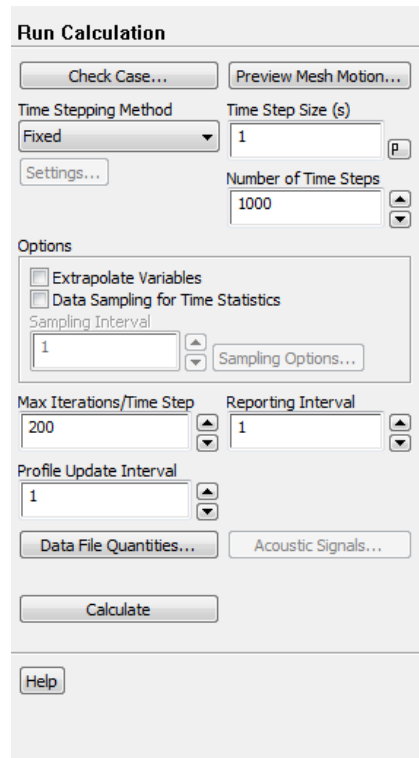 Run Calculation
Check Case... Preview Mesh Motion...
Time Stepping Method Time Step Size (s)
Fixed 1 P
Settings... Number of Time Steps
1000
Options
Extrapolate Variables
Data Sampling for Time Statistics
Sampling Interval
1 Sampling Options...
Max Iterations/Time Step Reporting Interval
200 1
Profile Update Interval
1
Data File Quantities... Acoustic Signals...
Calculate
Help